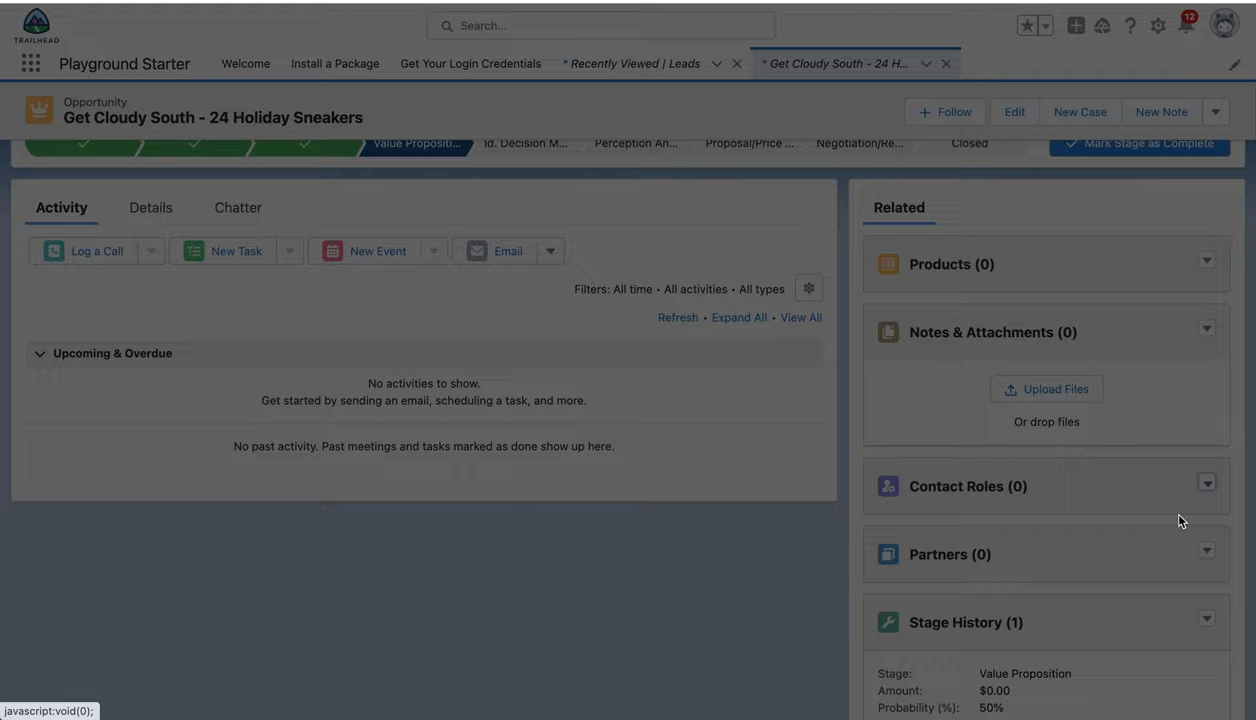 Search...
12
TRAILHEAD
Playground Starter
Welcome
Install a Package
Get Your Login Credentials
* Recently Viewed | Leads
* Get Cloudy South - 24 H...
Opportunity
Get Cloudy South - 24 Holiday Sneakers
Follow
Edit
New Case
New Note
Value Propositi...
Id. Decision M...
Perception An...
Proposal/Price ...
Negotiation/Re...
Closed
Mark Stage as Complete
Activity
Details
Chatter
Log a Call
New Task
New Event
Email
Filters: All time • All activities • All types
Refresh • Expand All • View All
Upcoming & Overdue
No activities to show.
Get started by sending an email, scheduling a task, and more.
No past activity. Past meetings and tasks marked as done show up here.
Related
Products (0)
Notes & Attachments (0)
Upload Files
Or drop files
Contact Roles (0)
Partners (0)
Stage History (1)
Stage: Value Proposition
Amount: $0.00
Probability (%): 50%
javascript:void(0);